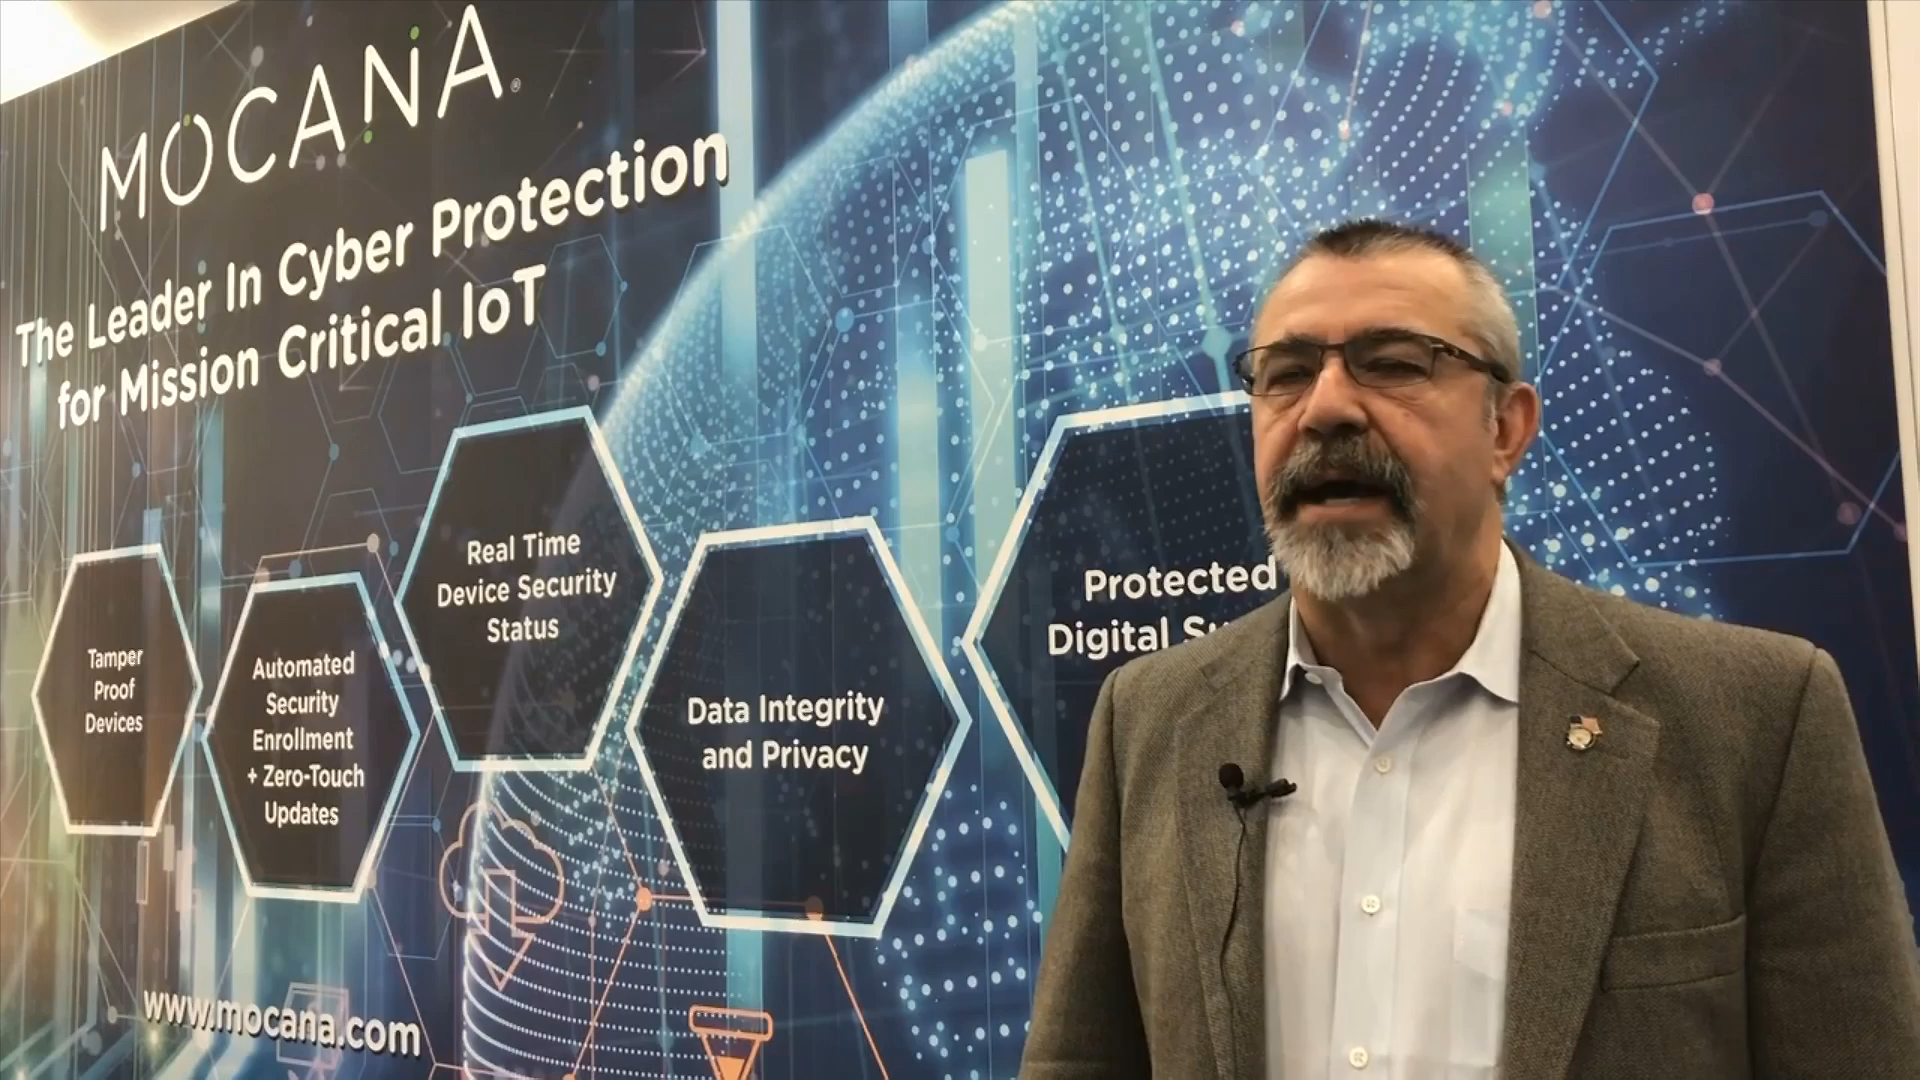 MOCANA®
The Leader In Cyber Protection
for Mission Critical IoT
Tamper
Proof
Devices
Automated
Security
Enrollment
+ Zero-Touch
Updates
Real Time
Device Security
Status
Data Integrity
and Privacy
Protected
Digital
www.mocana.com